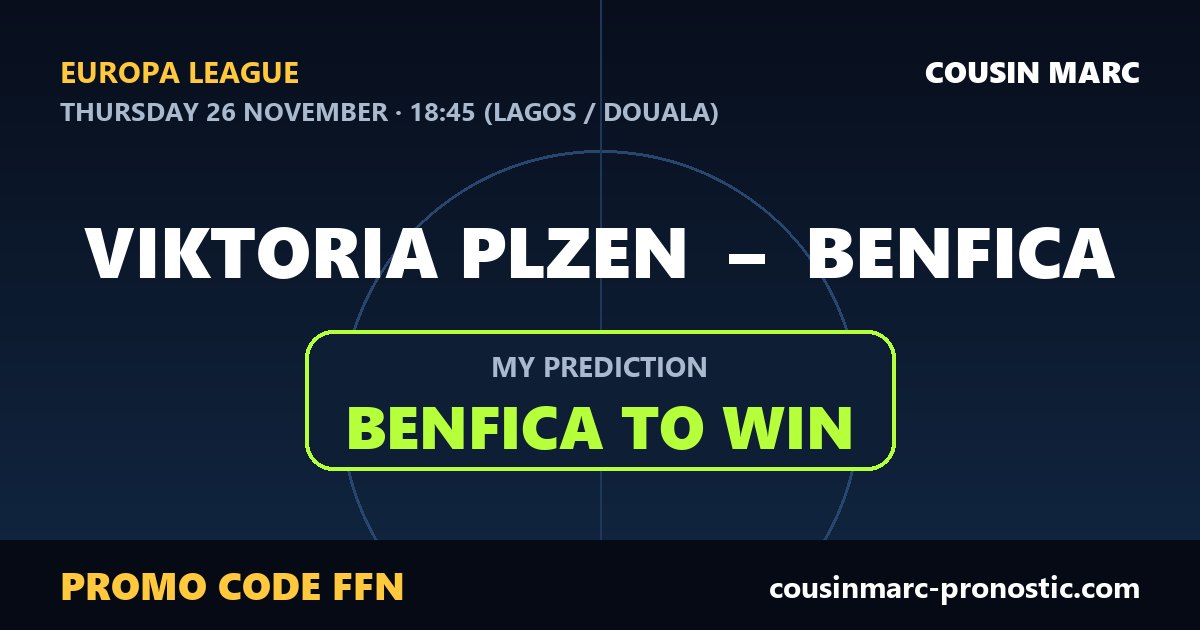 EUROPA LEAGUE
COUSIN MARC
THURSDAY 26 NOVEMBER · 18:45 (LAGOS / DOUALA)
VIKTORIA PLZEN – BENFICA
MY PREDICTION
BENFICA TO WIN
PROMO CODE FFN
cousinmarc-pronostic.com